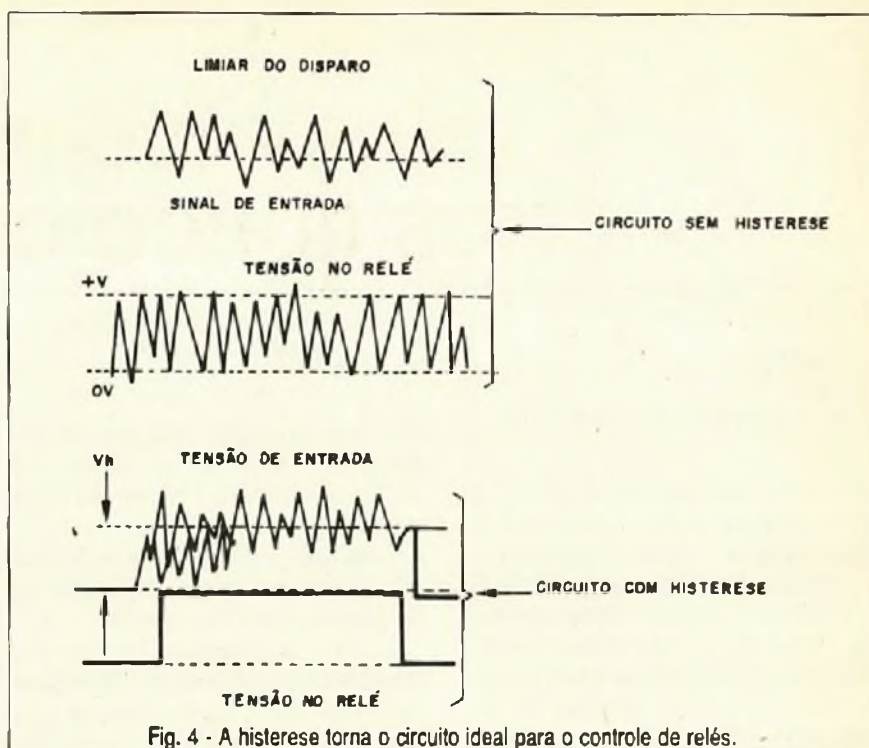 LIMIAR DO DISPARO
SINAL DE ENTRADA
CIRCUITO SEM HISTERESE
TENSÃO NO RELÉ
+V
0V
Vh
TENSÃO DE ENTRADA
CIRCUITO COM HISTERESE
TENSÃO NO RELÉ
Fig. 4 - A histerese torna o circuito ideal para o controle de relés.